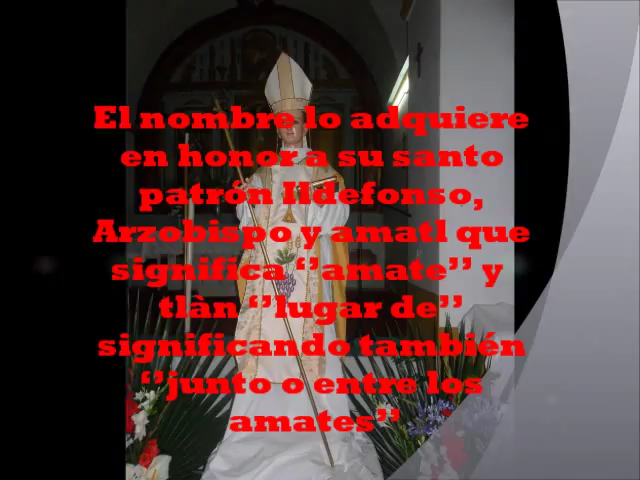 El nombre lo adquiere
en honor a su santo
patrón Ildefonso,
Arzobispo y amatl que
significa ‘’amate’’ y
tlàn ‘’lugar de’’
significando también
‘’junto o entre los
amates’’